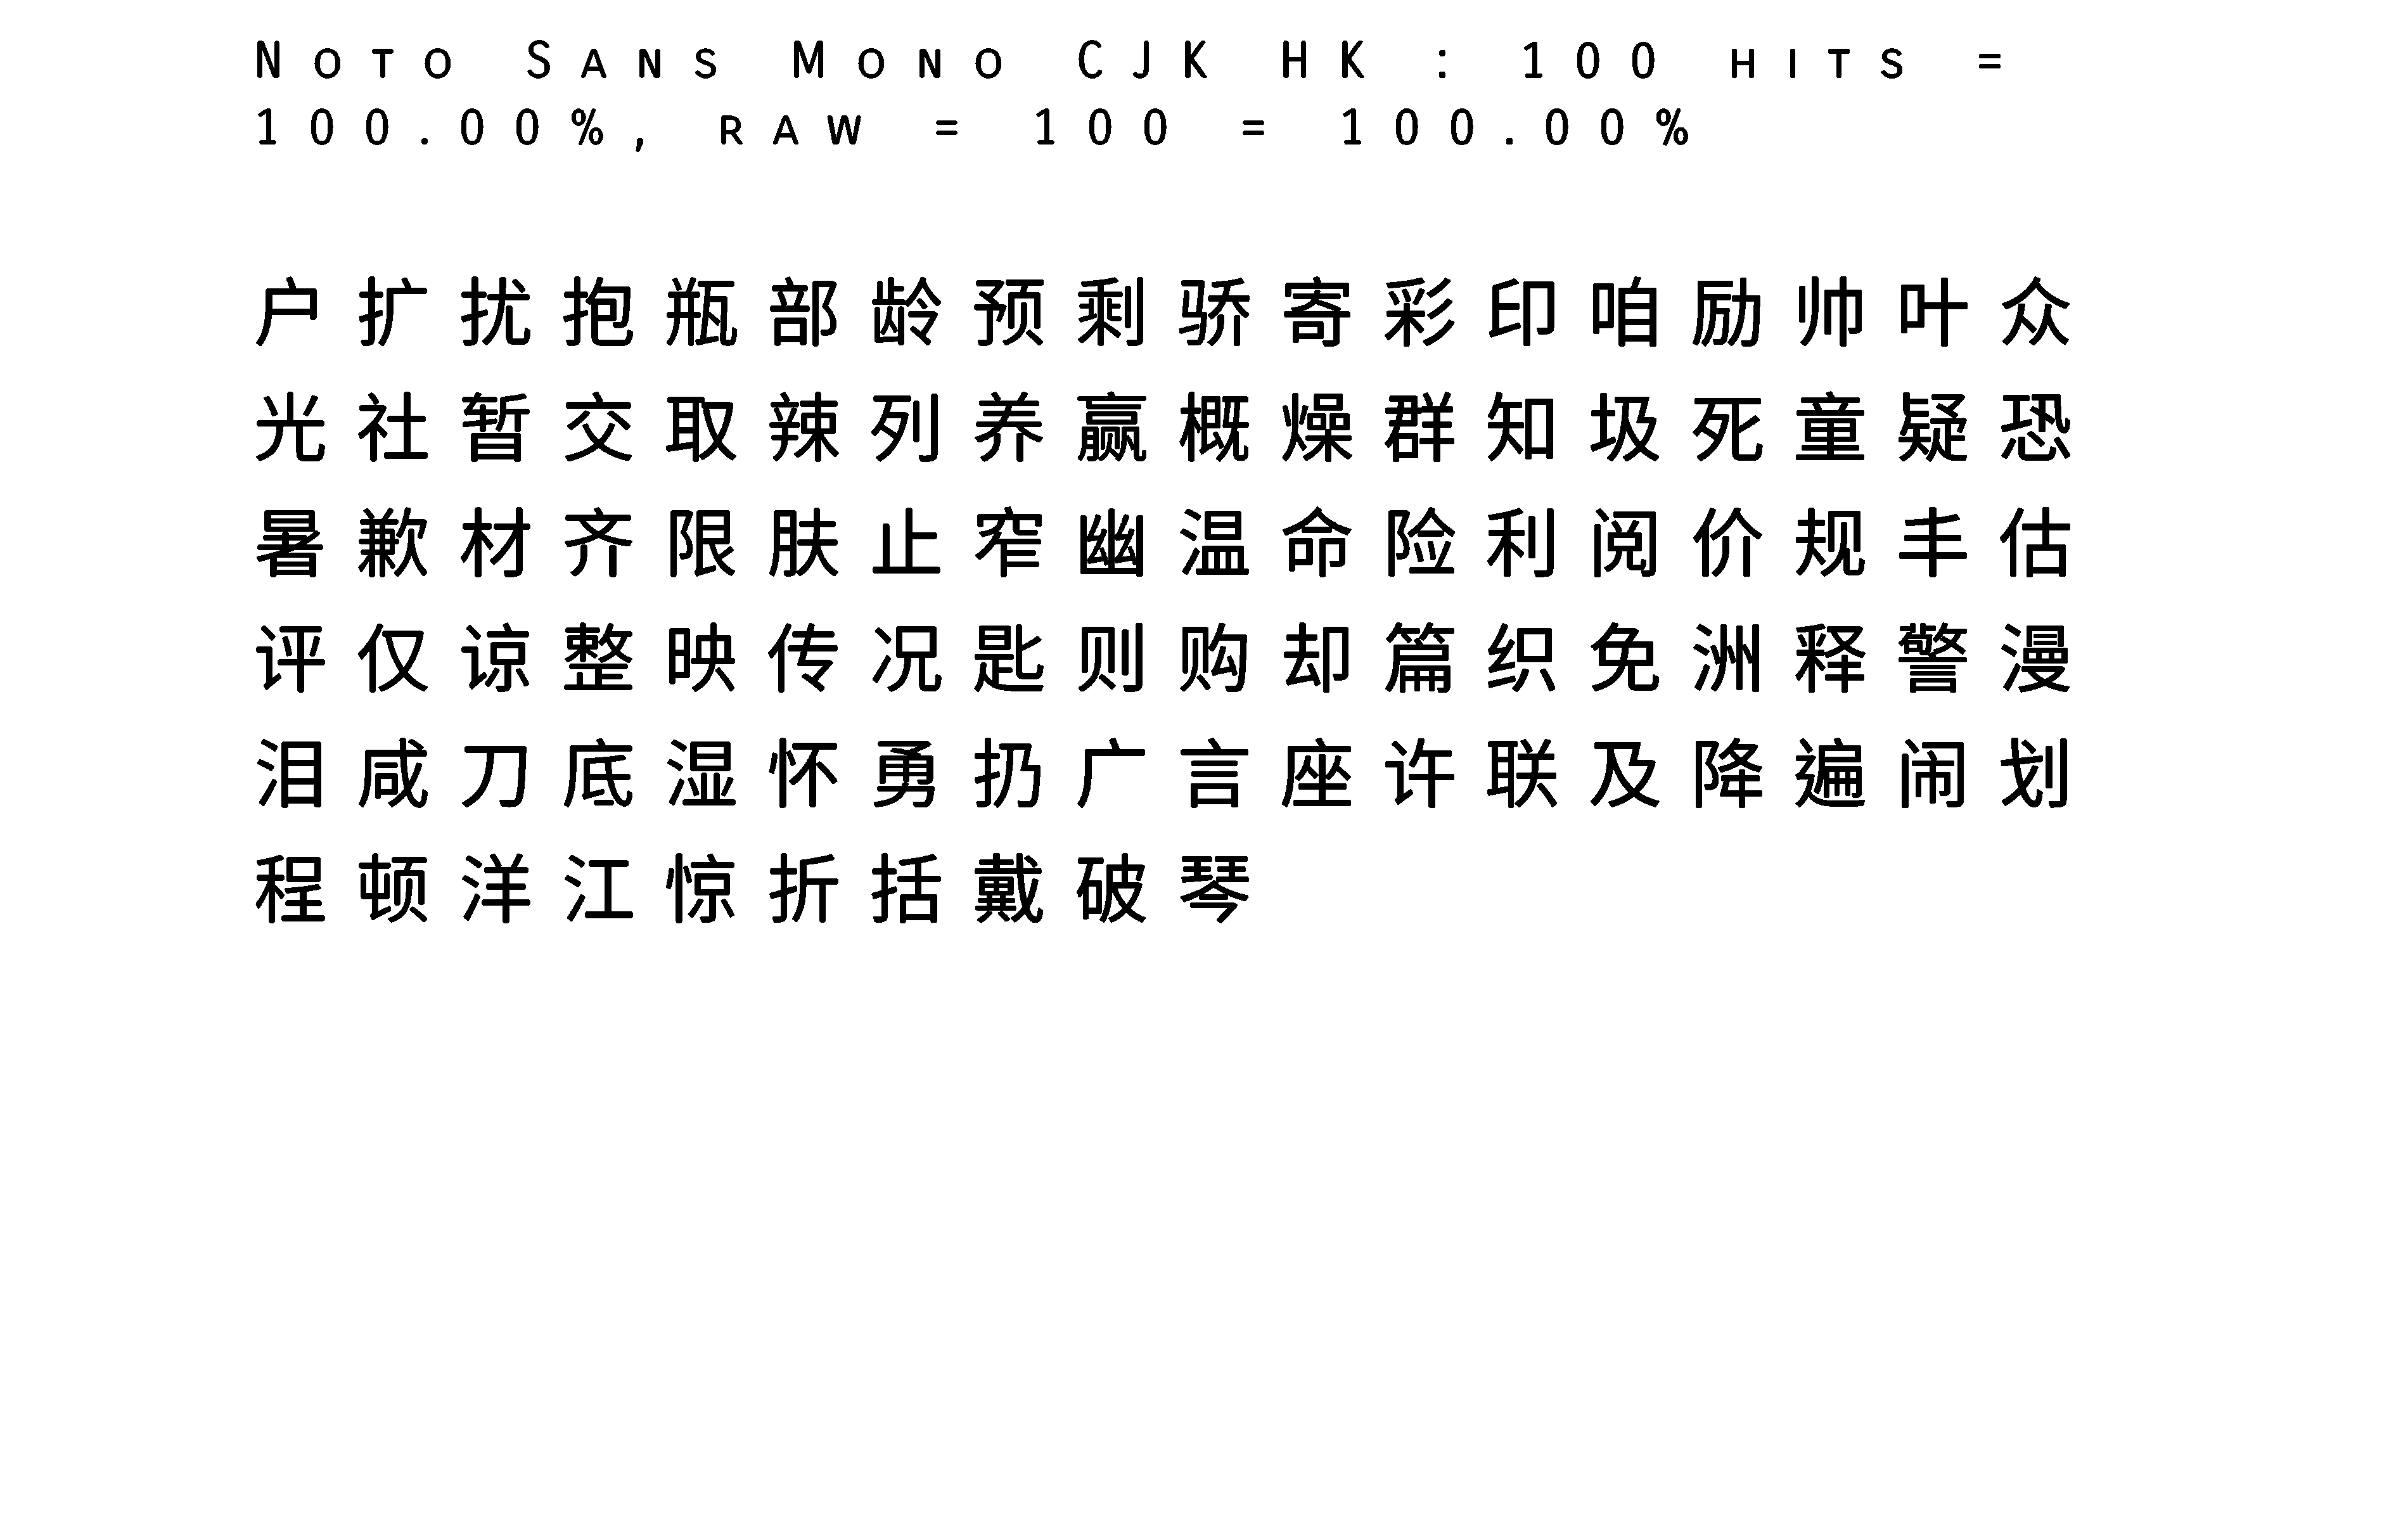 Noto Sans Mono CJK HK : 100 hits =
100.00%, raw = 100 = 100.00%
户扩扰抱瓶部龄预剩骄寄彩印咱励帅叶众
光社暂交取辣列养赢概燥群知圾死童疑恐
暑歉材齐限肤止窄幽温命险利阅价规丰估
评仅谅整映传况匙则购却篇织免洲释警漫
泪咸刀底湿怀勇扔广言座许联及降遍闹划
程顿洋江惊折括戴破琴